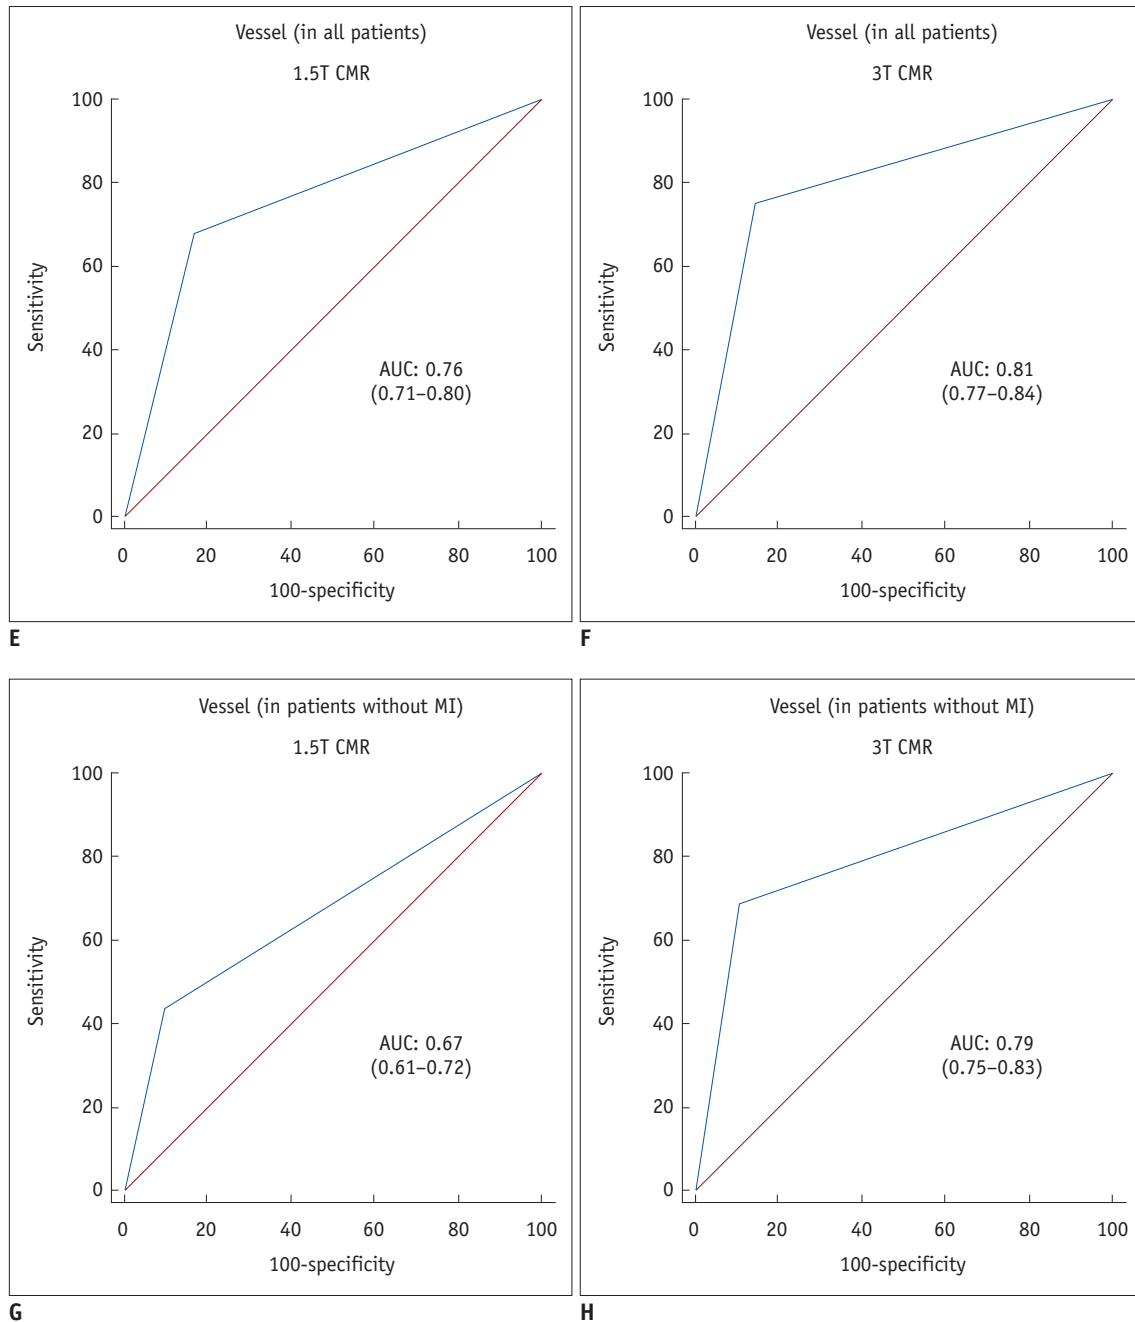 Vessel (in all patients)
1.5T CMR
100
80
60
40
20
0
Sensitivity
AUC: 0.76
(0.71–0.80)
0 20 40 60 80 100
100-specificity
E
Vessel (in all patients)
3T CMR
100
80
60
40
20
0
Sensitivity
AUC: 0.81
(0.77–0.84)
0 20 40 60 80 100
100-specificity
F
Vessel (in patients without MI)
1.5T CMR
100
80
60
40
20
0
Sensitivity
AUC: 0.67
(0.61–0.72)
0 20 40 60 80 100
100-specificity
G
Vessel (in patients without MI)
3T CMR
100
80
60
40
20
0
Sensitivity
AUC: 0.79
(0.75–0.83)
0 20 40 60 80 100
100-specificity
H